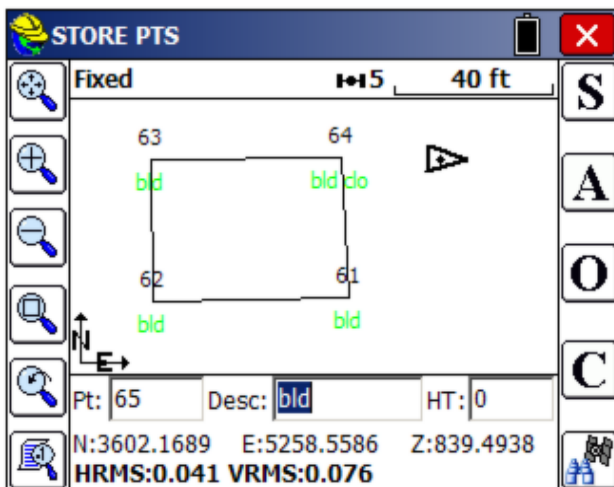 STORE PTS
Fixed 5 40 ft
S
63 64
bld bld clo
A
62 61
O
bld bld
N
E
C
Pt: 65 Desc: bld HT: 0
N:3602.1689 E:5258.5586 Z:839.4938
HRMS:0.041 VRMS:0.076